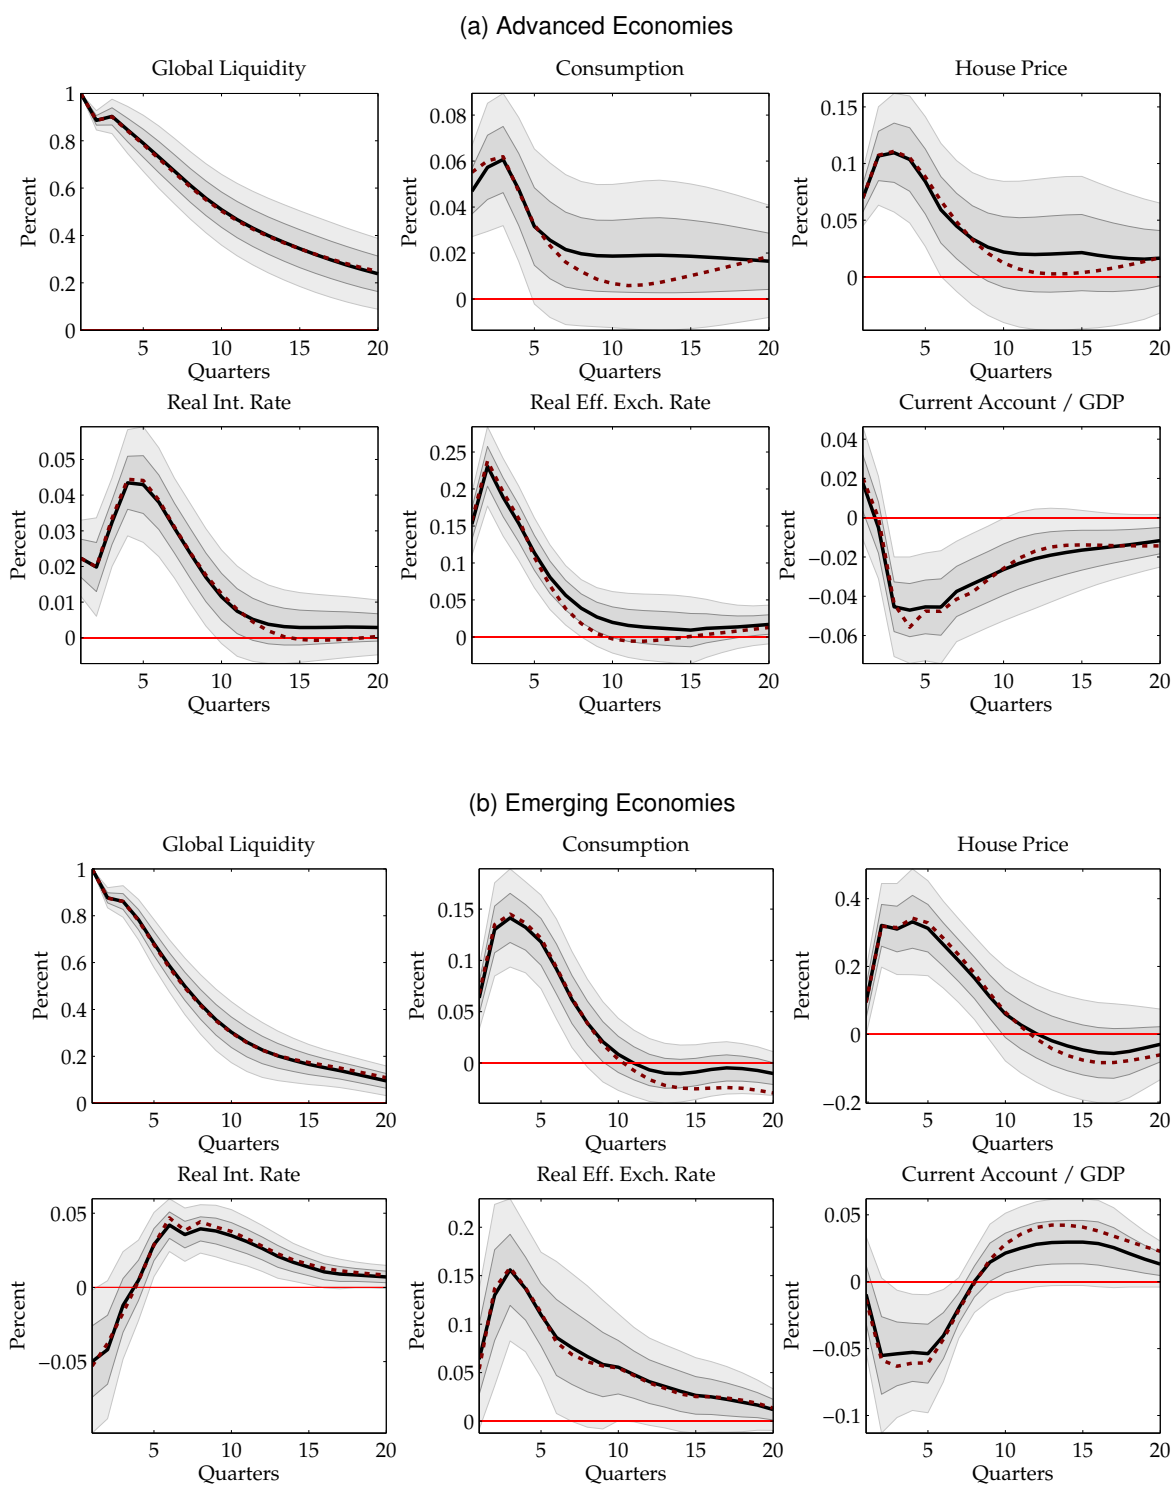 (a) Advanced Economies
Global Liquidity
Percent
1
0.8
0.6
0.4
0.2
0
5 10 15 20
Quarters
Consumption
Percent
0.08
0.06
0.04
0.02
0
5 10 15 20
Quarters
House Price
Percent
0.15
0.1
0.05
0
5 10 15 20
Quarters
Real Int. Rate
Percent
0.05
0.04
0.03
0.02
0.01
0
5 10 15 20
Quarters
Real Eff. Exch. Rate
Percent
0.25
0.2
0.15
0.1
0.05
0
5 10 15 20
Quarters
Current Account / GDP
Percent
0.04
0.02
0
−0.02
−0.04
−0.06
5 10 15 20
Quarters
(b) Emerging Economies
Global Liquidity
Percent
1
0.8
0.6
0.4
0.2
0
5 10 15 20
Quarters
Consumption
Percent
0.15
0.1
0.05
0
5 10 15 20
Quarters
House Price
Percent
0.4
0.2
0
−0.2
5 10 15 20
Quarters
Real Int. Rate
Percent
0.05
0
−0.05
5 10 15 20
Quarters
Real Eff. Exch. Rate
Percent
0.2
0.15
0.1
0.05
0
5 10 15 20
Quarters
Current Account / GDP
Percent
0.05
0
−0.05
−0.1
5 10 15 20
Quarters